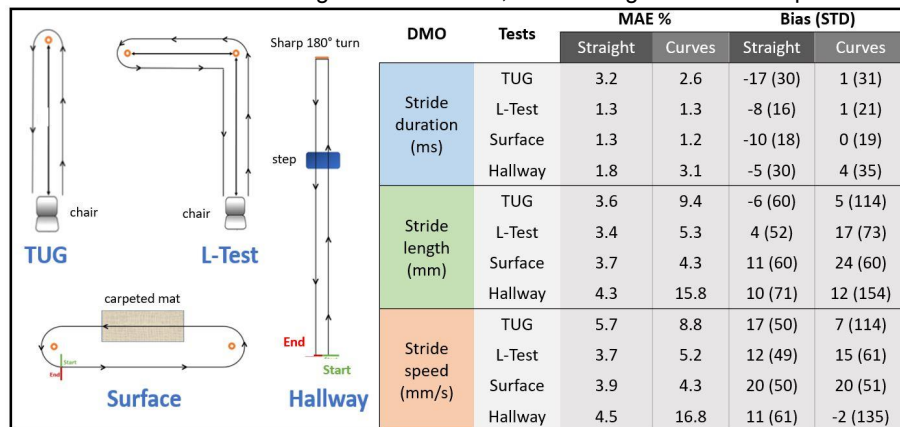 Sharp 180° turn
step
chair
chair
TUG
L-Test
carpeted mat
Start
End
Surface
End
Start
Hallway
DMO Tests MAE % Bias (STD)
Straight Curves Straight Curves
Stride duration (ms)
TUG 3.2 2.6 -17 (30) 1 (31)
L-Test 1.3 1.3 -8 (16) 1 (21)
Surface 1.3 1.2 -10 (18) 0 (19)
Hallway 1.8 3.1 -5 (30) 4 (35)
Stride length (mm)
TUG 3.6 9.4 -6 (60) 5 (114)
L-Test 3.4 5.3 4 (52) 17 (73)
Surface 3.7 4.3 11 (60) 24 (60)
Hallway 4.3 15.8 10 (71) 12 (154)
Stride speed (mm/s)
TUG 5.7 8.8 17 (50) 7 (114)
L-Test 3.7 5.2 12 (49) 15 (61)
Surface 3.9 4.3 20 (50) 20 (51)
Hallway 4.5 16.8 11 (61) -2 (135)